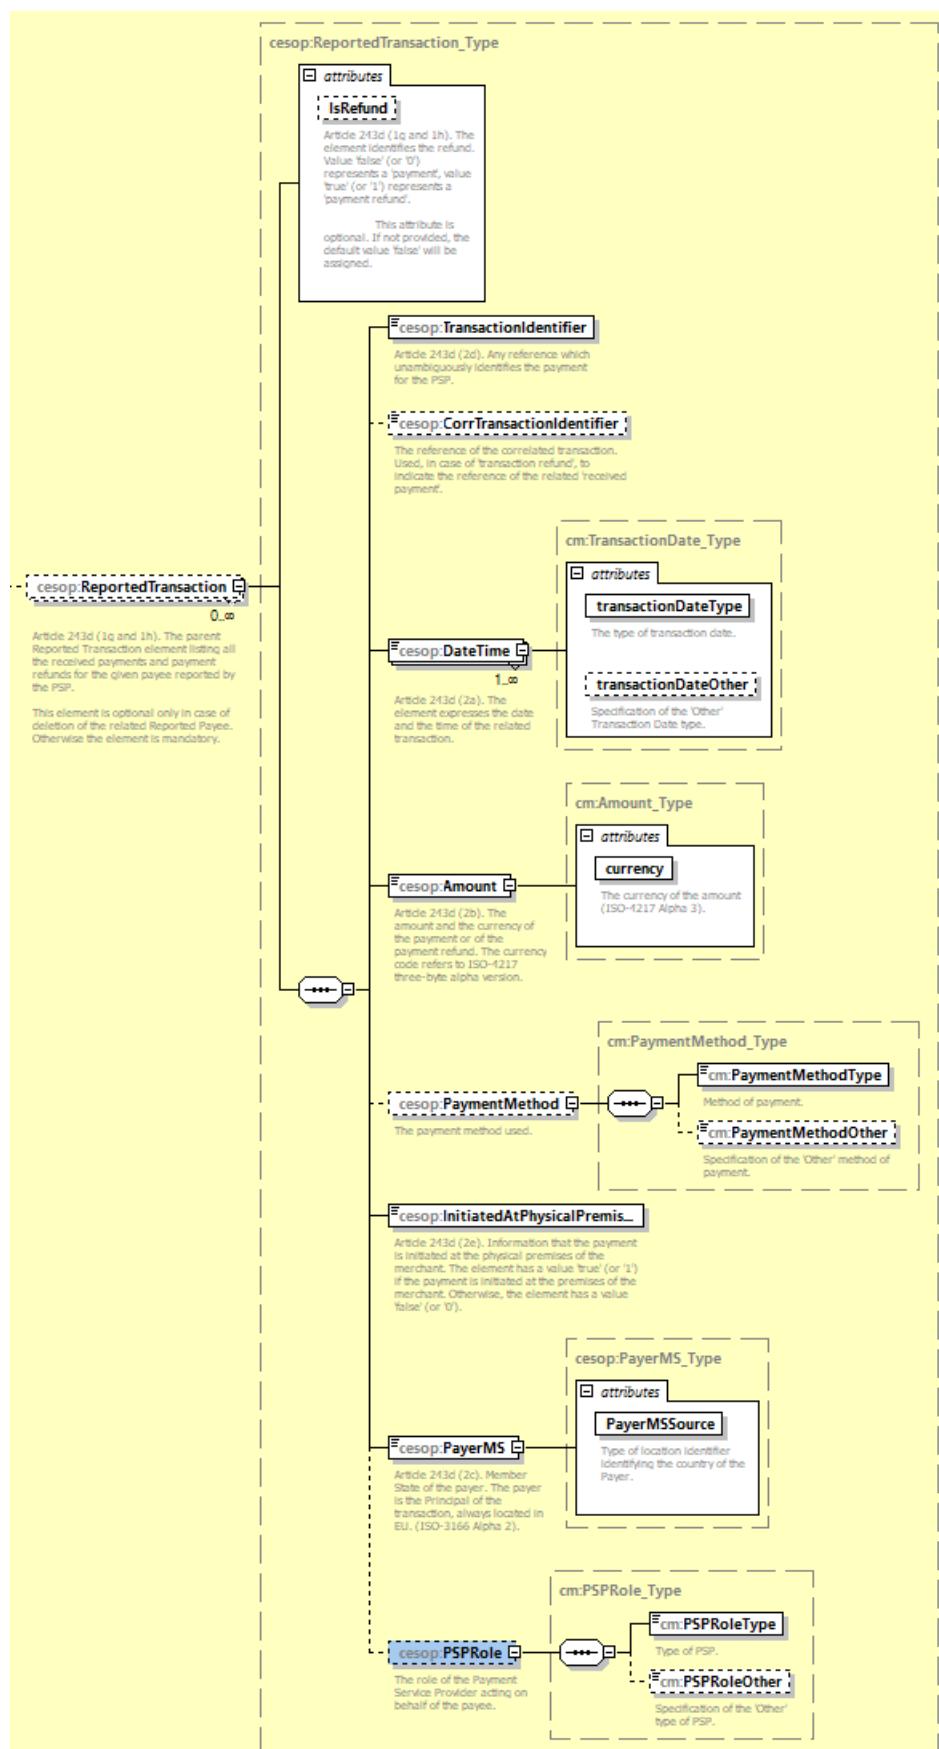 cesop:ReportedTransaction_Type
attributes
IsRefund
Article 243d (1g and 1h). The
element identifies the refund.
Value 'false' (or '0')
represents a 'payment', value
'true' (or '1') represents a
'payment refund'.
This attribute is
optional. If not provided, the
default value 'false' will be
assigned.
cesop:TransactionIdentifier
Article 243d (2d). Any reference which
unambiguously identifies the payment
for the PSP.
cesop:CorrTransactionIdentifier
The reference of the correlated transaction.
Used, in case of 'transaction refund', to
indicate the reference of the related 'received
payment'.
cesop:ReportedTransaction
0..∞
Article 243d (1g and 1h). The parent
Reported Transaction element listing all
the received payments and payment
refunds for the given payee reported by
the PSP.
This element is optional only in case of
deletion of the related Reported Payee.
Otherwise the element is mandatory.
cm:TransactionDate_Type
attributes
transactionDateType
The type of transaction date.
transactionDateOther
Specification of the 'Other'
Transaction Date type.
cesop:DateTime
1..∞
Article 243d (2a). The
element expresses the date
and the time of the related
transaction.
cm:Amount_Type
attributes
currency
The currency of the amount
(ISO-4217 Alpha 3).
cesop:Amount
Article 243d (2b). The
amount and the currency of
the payment or of the
payment refund. The currency
code refers to ISO-4217
three-byte alpha version.
cm:PaymentMethod_Type
cm:PaymentMethodType
Method of payment.
cm:PaymentMethodOther
Specification of the 'Other' method of
payment.
cesop:PaymentMethod
The payment method used.
cesop:InitiatedAtPhysicalPremis...
Article 243d (2e). Information that the payment
is initiated at the physical premises of the
merchant. The element has a value 'true' (or '1')
if the payment is initiated at the premises of the
merchant. Otherwise, the element has a value
'false' (or '0').
cesop:PayerMS_Type
attributes
PayerMSSource
Type of location identifier
identifying the country of the
Payer.
cesop:PayerMS
Article 243d (2c). Member
State of the payer. The payer
is the Principal of the
transaction, always located in
EU. (ISO-3166 Alpha 2).
cm:PSPRole_Type
cm:PSPRoleType
Type of PSP.
cm:PSPRoleOther
Specification of the 'Other'
type of PSP.
cesop:PSPRole
The role of the Payment
Service Provider acting on
behalf of the payee.